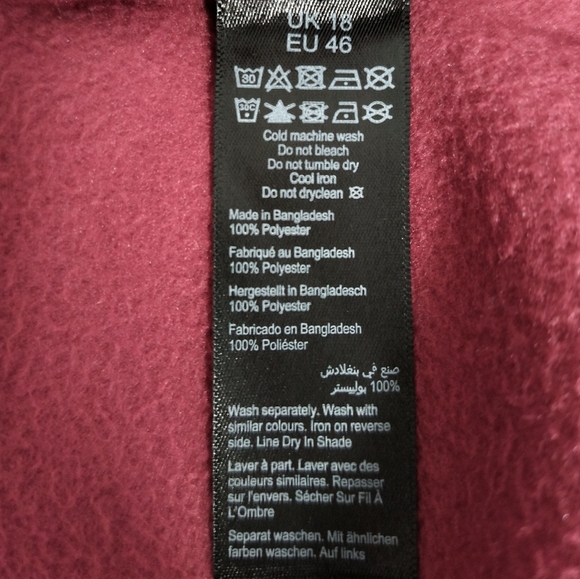 UK 18
EU 46
30
30C
Cold machine wash
Do not bleach
Do not tumble dry
Cool iron
Do not dryclean
Made in Bangladesh
100% Polyester
Fabriqué au Bangladesh
100% Polyester
Hergestellt in Bangladesch
100% Polyester
Fabricado en Bangladesh
100% Poliéster
صنع في بنغلادش
100% بوليستر
Wash separately. Wash with
similar colours. Iron on reverse
side. Line Dry In Shade
Laver à part. Laver avec des
couleurs similaires. Repasser
sur l'envers. Sécher Sur Fil À
L'Ombre
Separat waschen. Mit ähnlichen
farben waschen. Auf links